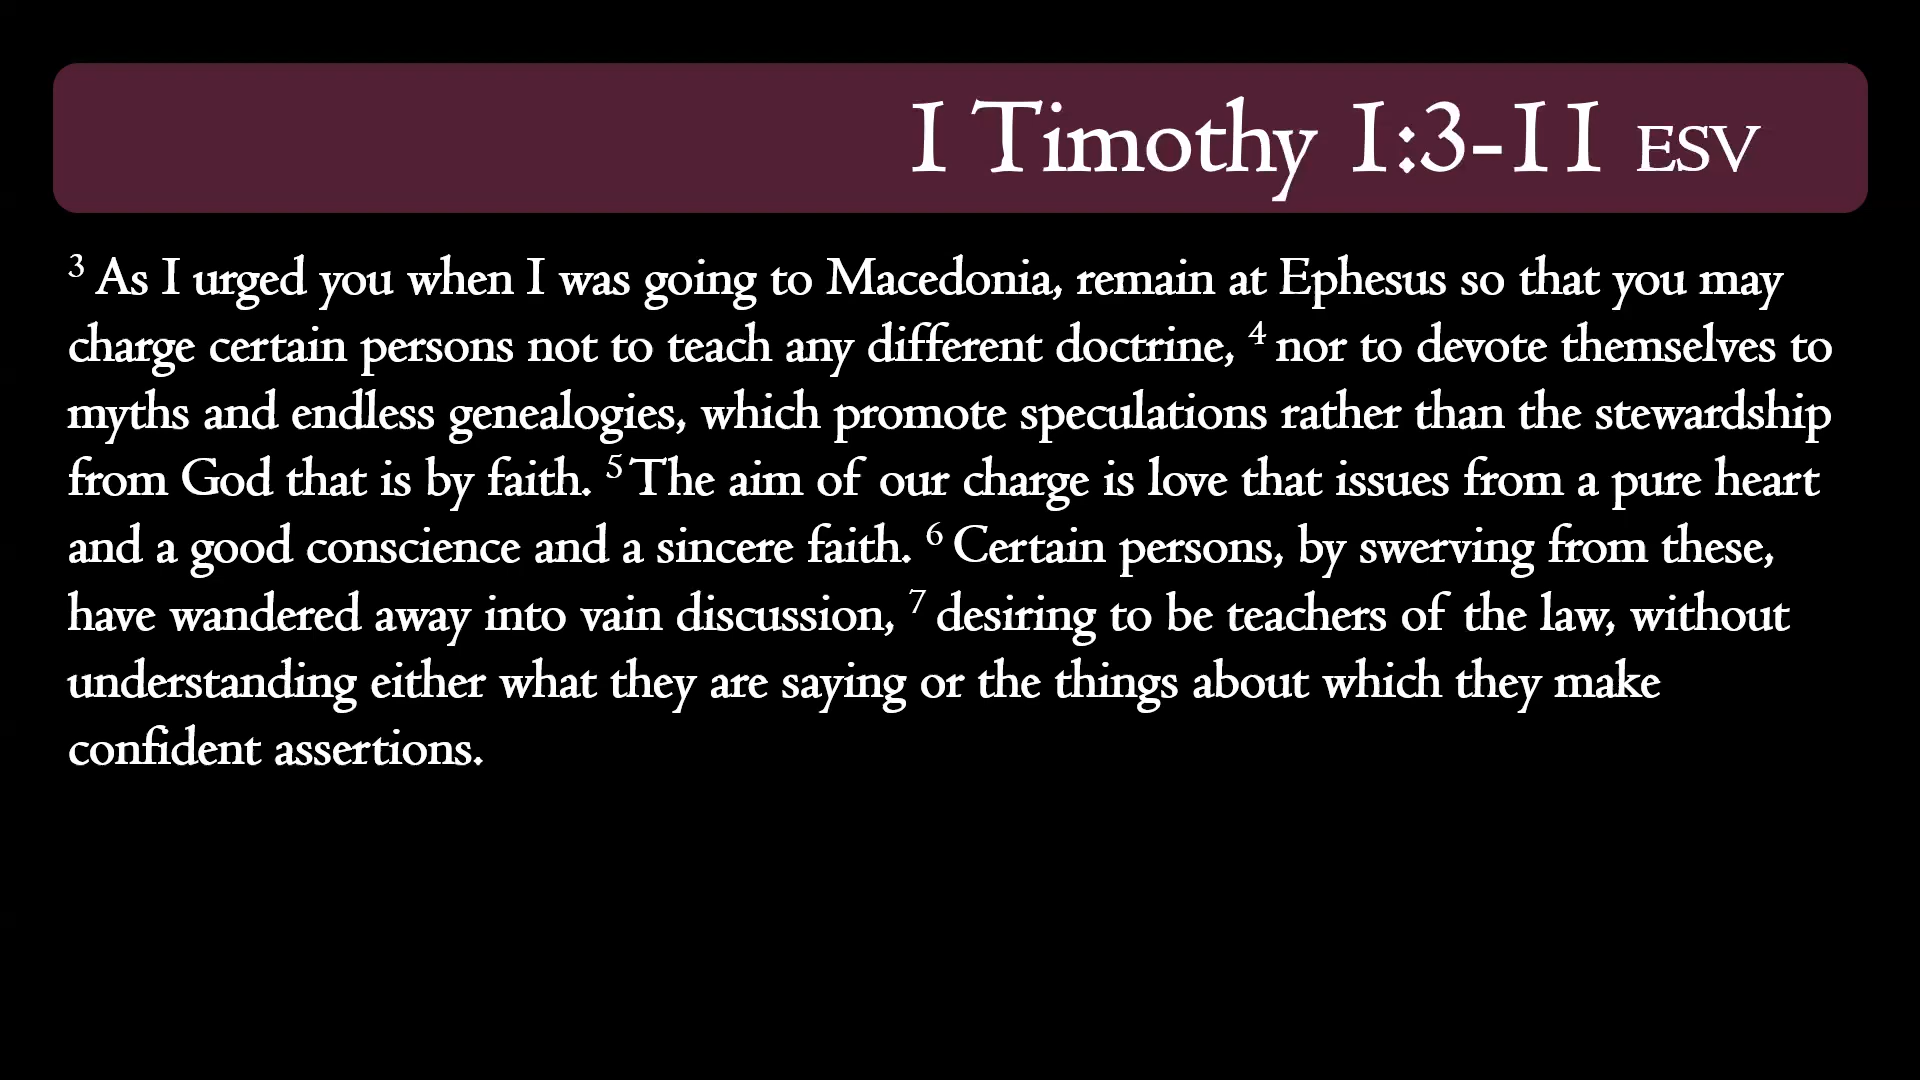 I Timothy 1:3-11 ESV
3 As I urged you when I was going to Macedonia, remain at Ephesus so that you may
charge certain persons not to teach any different doctrine, 4 nor to devote themselves to
myths and endless genealogies, which promote speculations rather than the stewardship
from God that is by faith. 5 The aim of our charge is love that issues from a pure heart
and a good conscience and a sincere faith. 6 Certain persons, by swerving from these,
have wandered away into vain discussion, 7 desiring to be teachers of the law, without
understanding either what they are saying or the things about which they make
confident assertions.